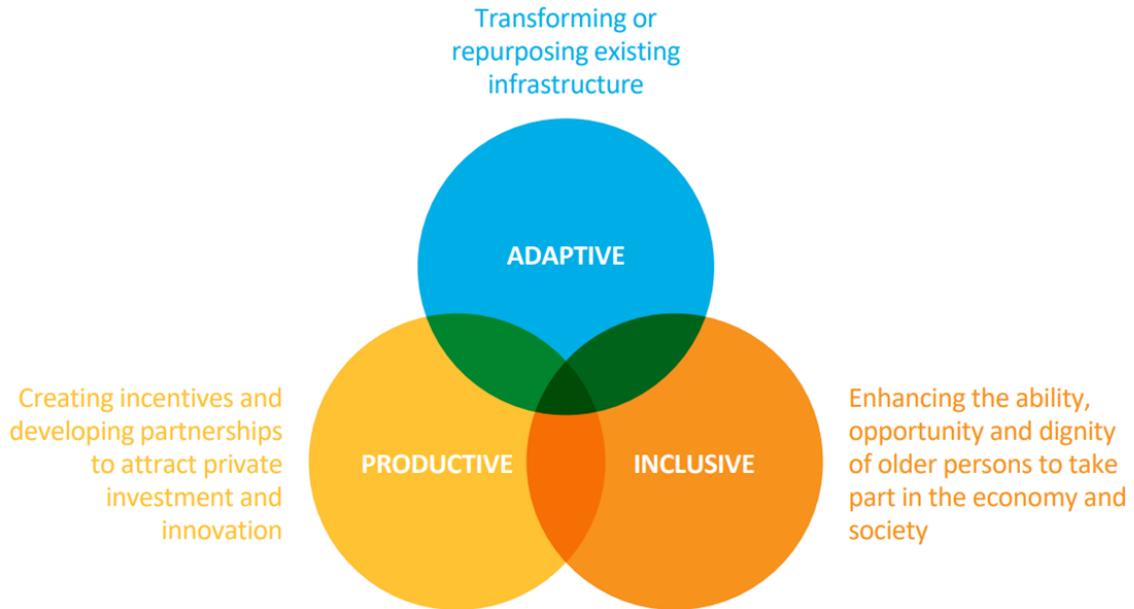 Transforming or
repurposing existing
infrastructure
ADAPTIVE
Creating incentives and
developing partnerships
to attract private
investment and
innovation
PRODUCTIVE
INCLUSIVE
Enhancing the ability,
opportunity and dignity
of older persons to take
part in the economy and
society